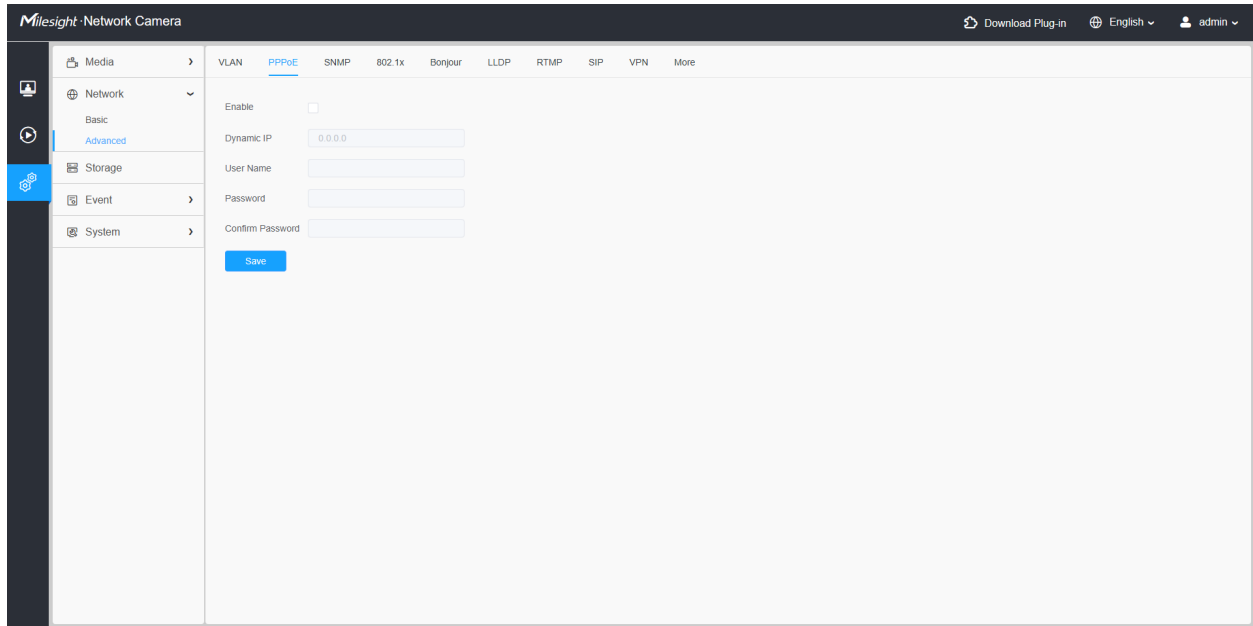 Milesight·Network Camera
Download Plug-in
English
admin
Media
Network
Basic
Advanced
Storage
Event
System
VLAN PPPoE SNMP 802.1x Bonjour LLDP RTMP SIP VPN More
Enable
Dynamic IP 0.0.0.0
User Name
Password
Confirm Password
Save